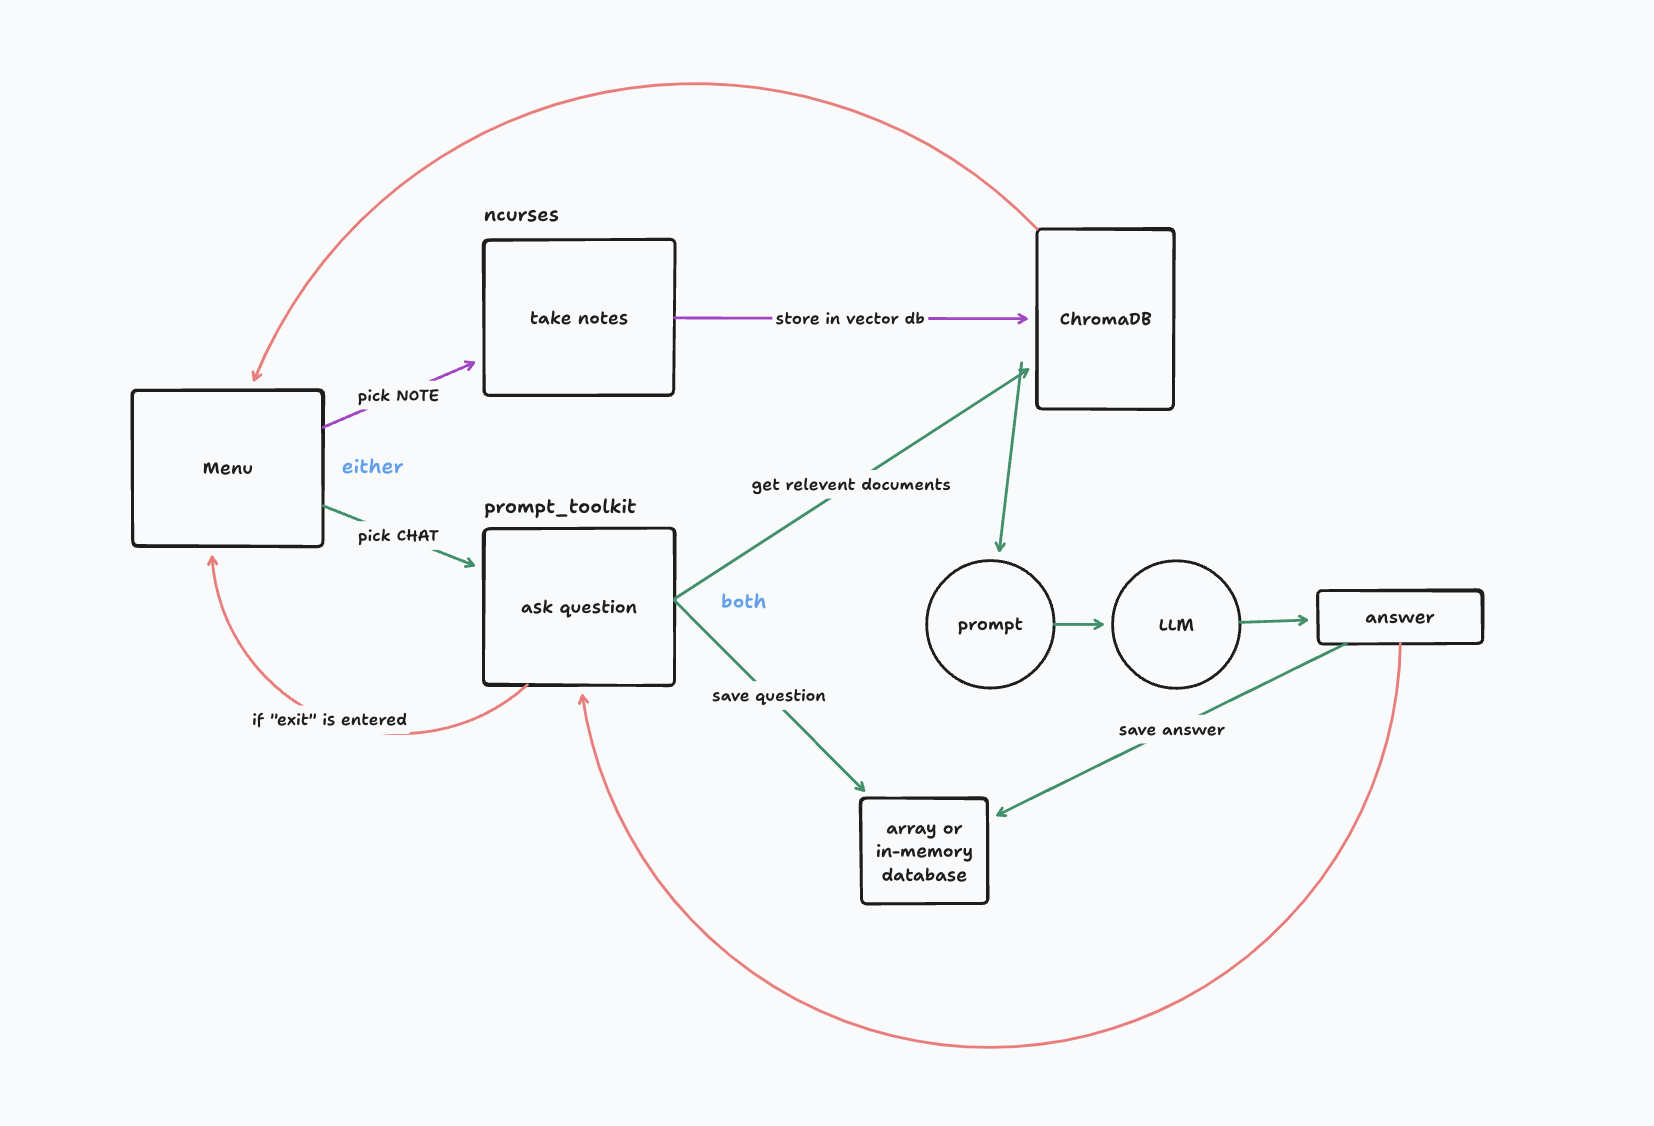 ncurses
take notes
store in vector db
ChromaDB
pick NOTE
Menu
either
prompt_toolkit
pick CHAT
get relevent documents
ask question
both
prompt
LLM
answer
save question
if "exit" is entered
save answer
array or
in-memory
database